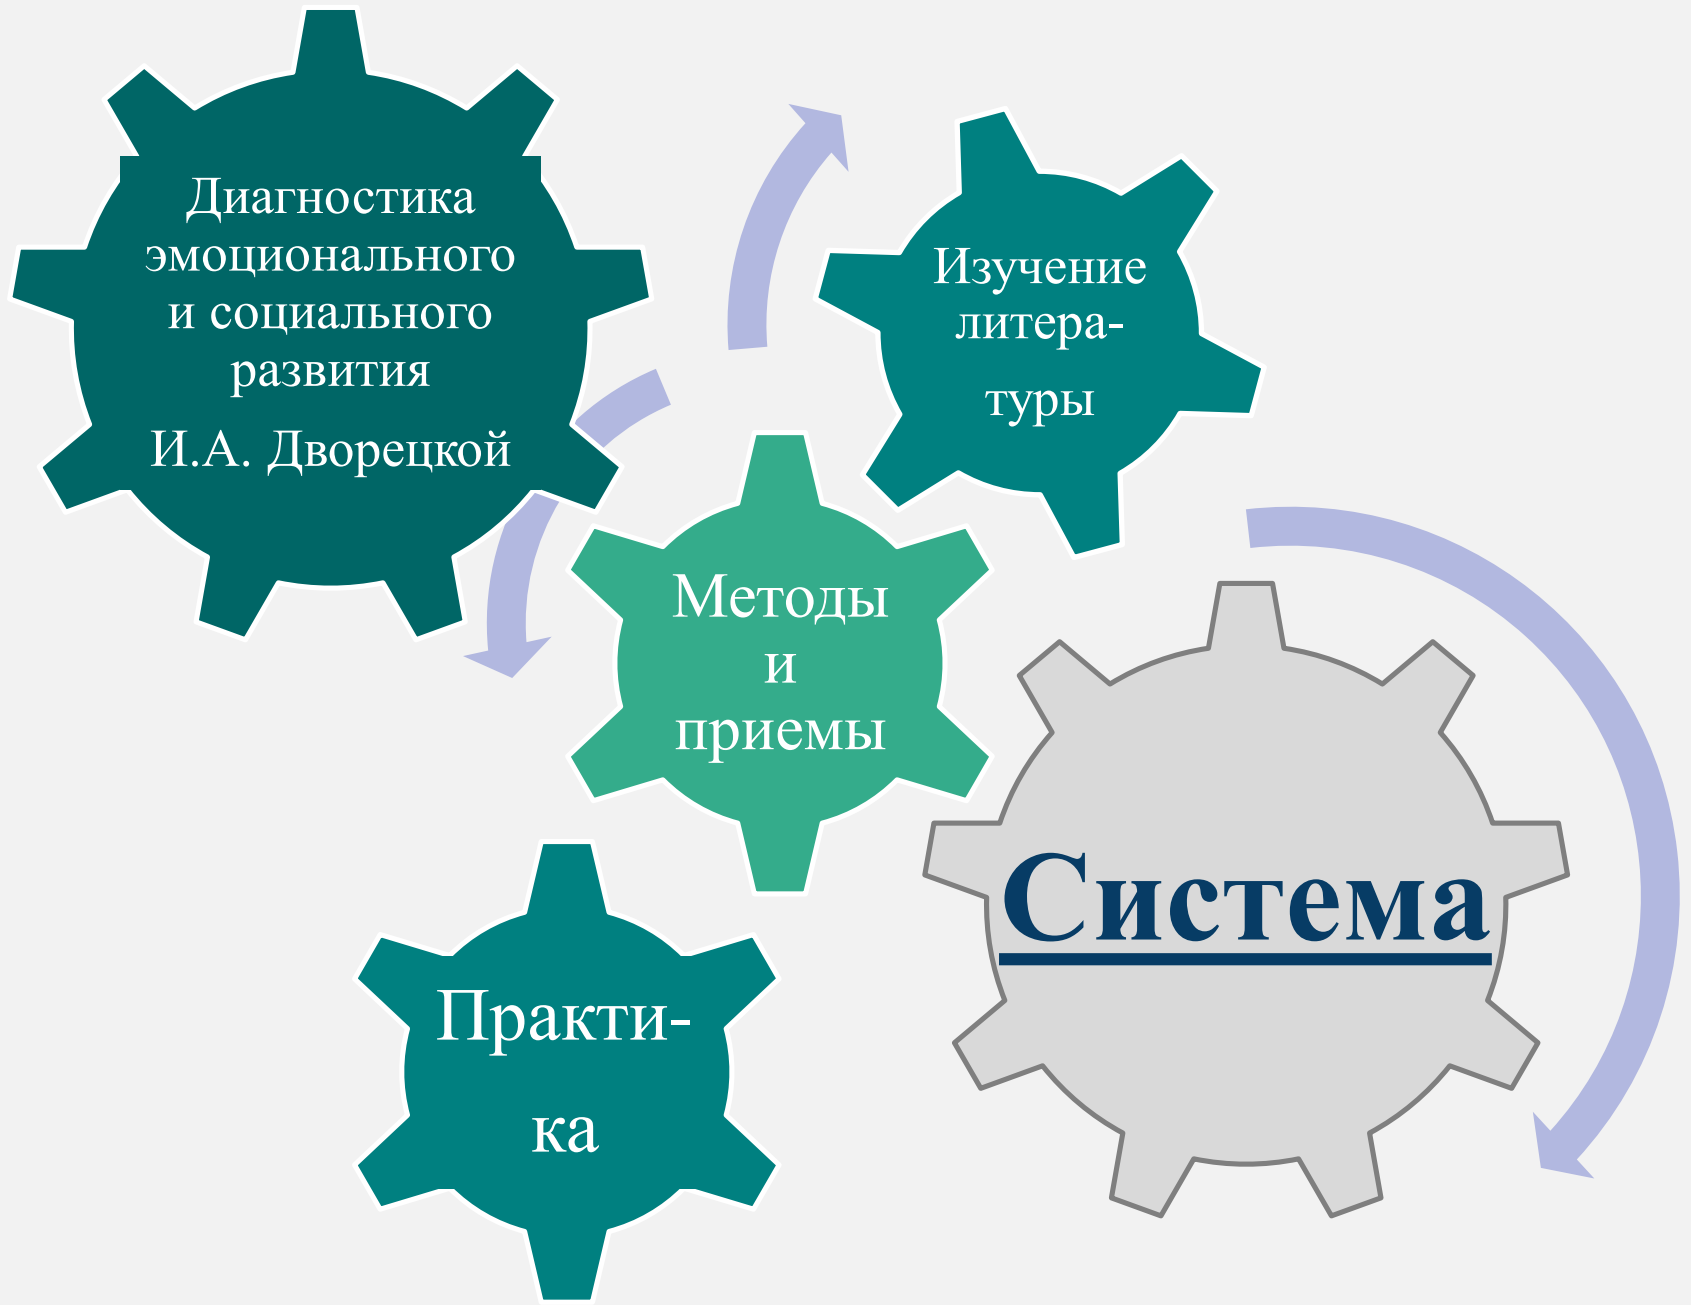 Диагностика
эмоционального
и социального
развития
И.А. Дворецкой
Изучение
литера-
туры
Методы
и
приемы
Система
Практи-
ка